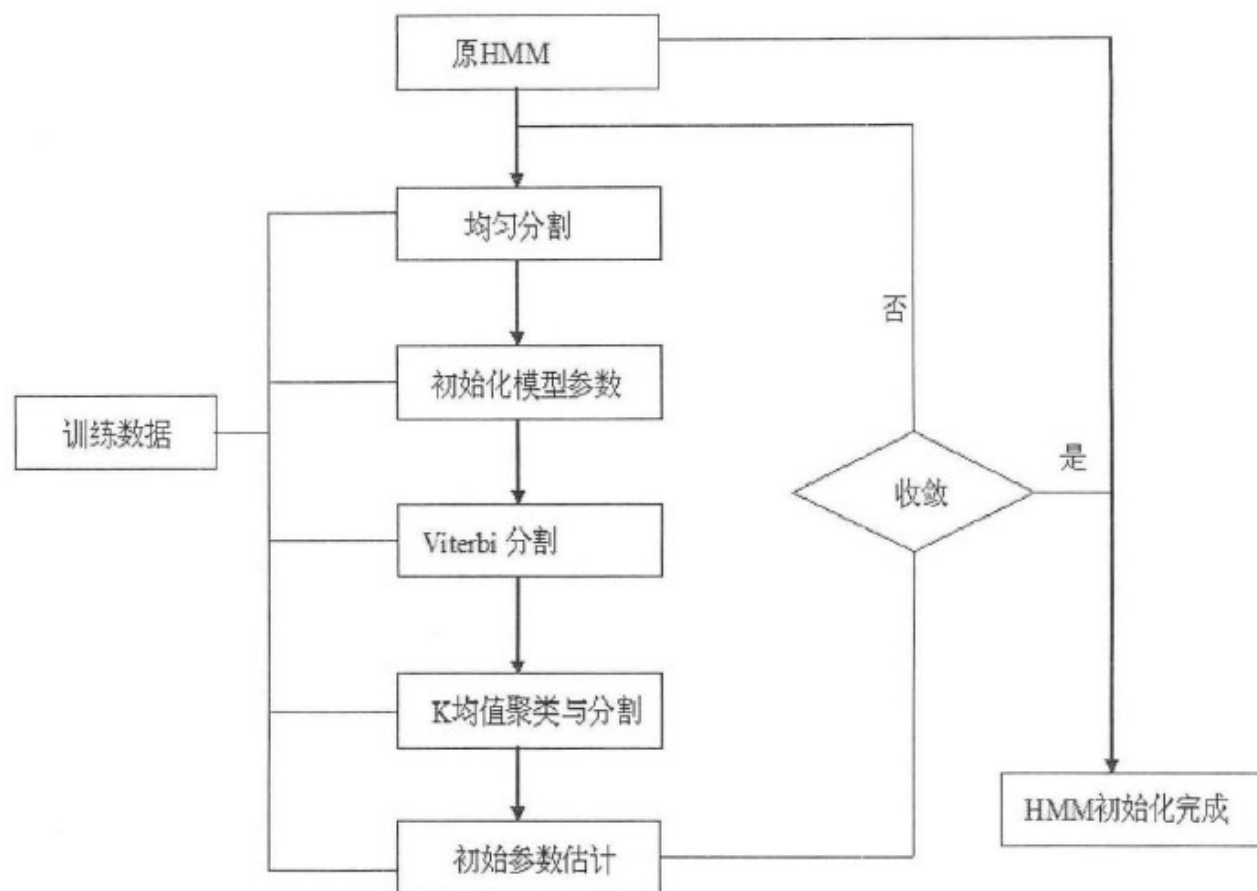 原HMM
均匀分割
否
初始化模型参数
训练数据
是
收敛
Viterbi 分割
K均值聚类与分割
HMM初始化完成
初始参数估计